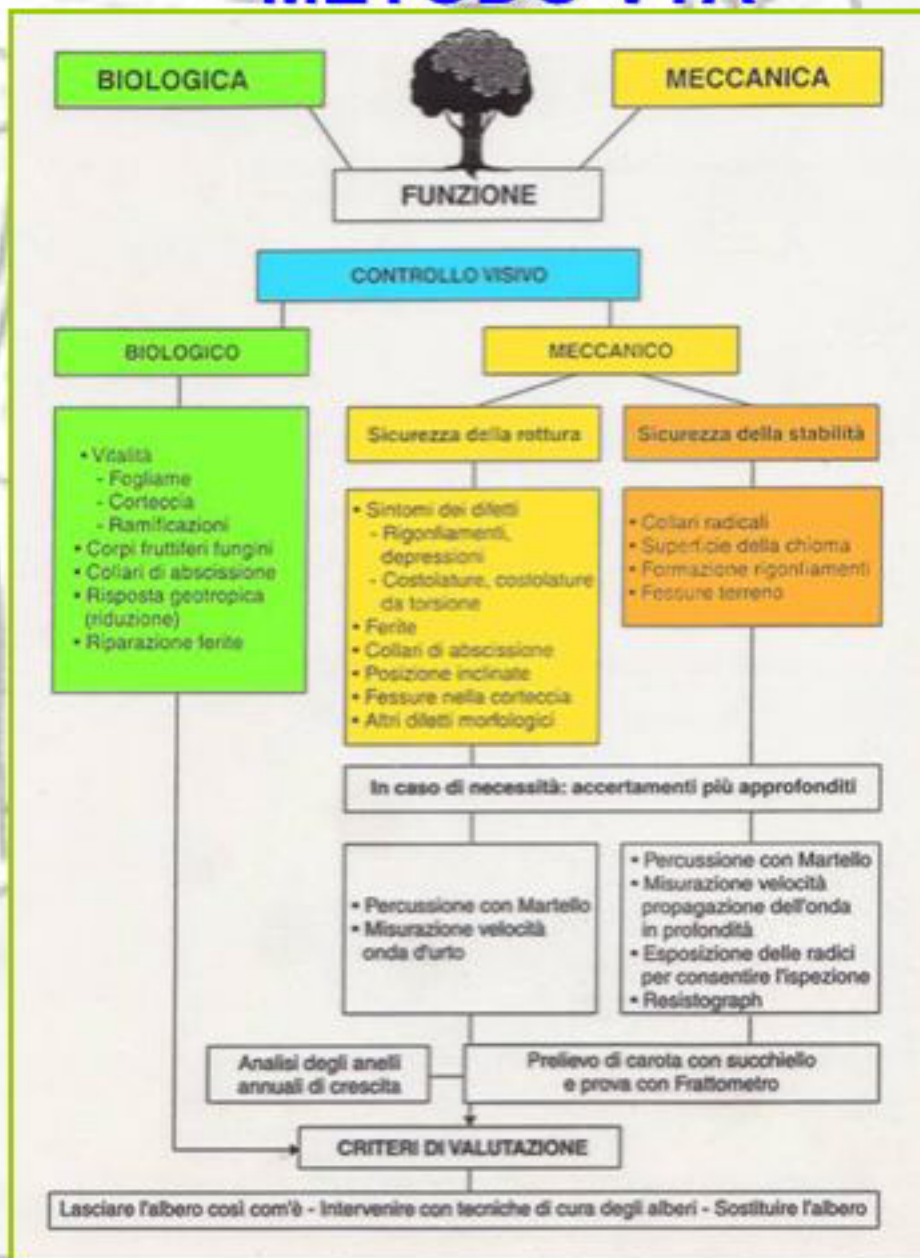 METODO VTA
BIOLOGICA
MECCANICA
FUNZIONE
CONTROLLO VISIVO
BIOLOGICO
MECCANICO
• Vitalità
- Fogliame
- Corteccia
- Ramificazioni
• Corpi fruttiferi fungini
• Collari di abscissione
• Risposta geotropica
(riduzione)
• Riparazione ferite
Sicurezza della rottura
• Sintomi dei difetti
- Rigonfiamenti,
depressioni
- Costolature, costolature
da torsione
• Ferite
• Collari di abscissione
• Posizione inclinate
• Fessure nella corteccia
• Altri difetti morfologici
Sicurezza della stabilità
• Collari radicali
• Superficie della chioma
• Formazione rigonfiamenti
• Fessure terreno
In caso di necessità: accertamenti più approfonditi
• Percussione con Martello
• Misurazione velocità
onda d'urto
• Percussione con Martello
• Misurazione velocità
propagazione dell'onda
in profondità
• Esposizione delle radici
per consentire l'ispezione
• Resistograph
Analisi degli anelli
annuali di crescita
Prelievo di carota con succhiello
e prova con Frattometro
CRITERI DI VALUTAZIONE
Lasciare l'albero così com'è - Intervenire con tecniche di cura degli alberi - Sostituire l'albero